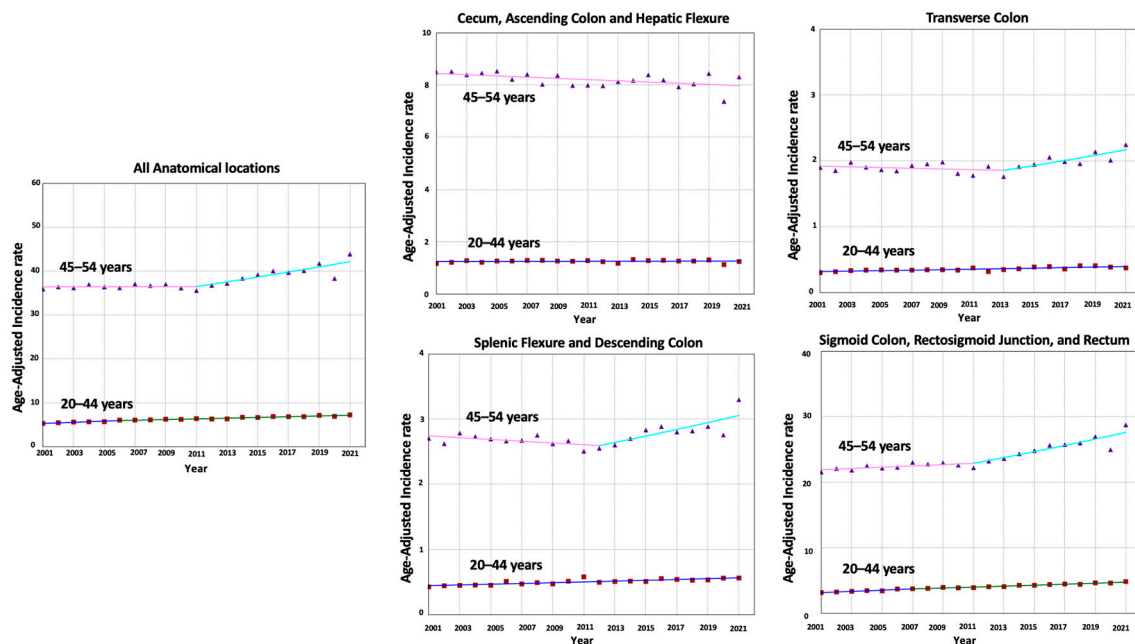 All Anatomical locations
Age-Adjusted Incidence rate
60
50
40
30
20
10
0
45–54 years
20–44 years
2001 2003 2005 2007 2009 2011 2013 2015 2017 2019 2021
Year
Cecum, Ascending Colon and Hepatic Flexure
Age-Adjusted Incidence rate
10
8
6
4
2
0
45–54 years
20–44 years
2001 2003 2005 2007 2009 2011 2013 2015 2017 2019 2021
Year
Transverse Colon
Age-Adjusted Incidence rate
4
3
2
1
0
45–54 years
20–44 years
2001 2003 2005 2007 2009 2011 2013 2015 2017 2019 2021
Year
Splenic Flexure and Descending Colon
Age-Adjusted Incidence rate
4
3
2
1
0
45–54 years
20–44 years
2001 2003 2005 2007 2009 2011 2013 2015 2017 2019 2021
Year
Sigmoid Colon, Rectosigmoid Junction, and Rectum
Age-Adjusted Incidence rate
40
30
20
10
0
45–54 years
20–44 years
2001 2003 2005 2007 2009 2011 2013 2015 2017 2019 2021
Year